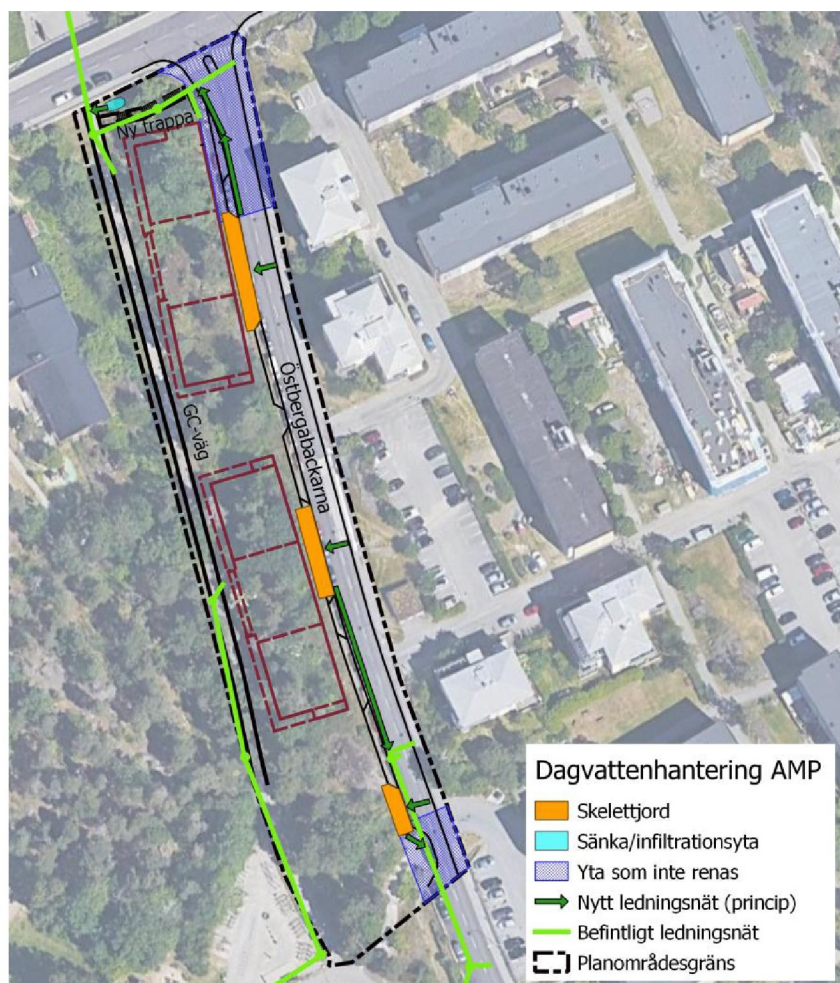 Ny trappa
Östbergabackarna
GC-väg
Dagvattenhantering AMP
Skelettjord
Sänka/infiltrationsyta
Yta som inte renas
Nytt ledningsnät (princip)
Befintligt ledningsnät
Planområdesgräns